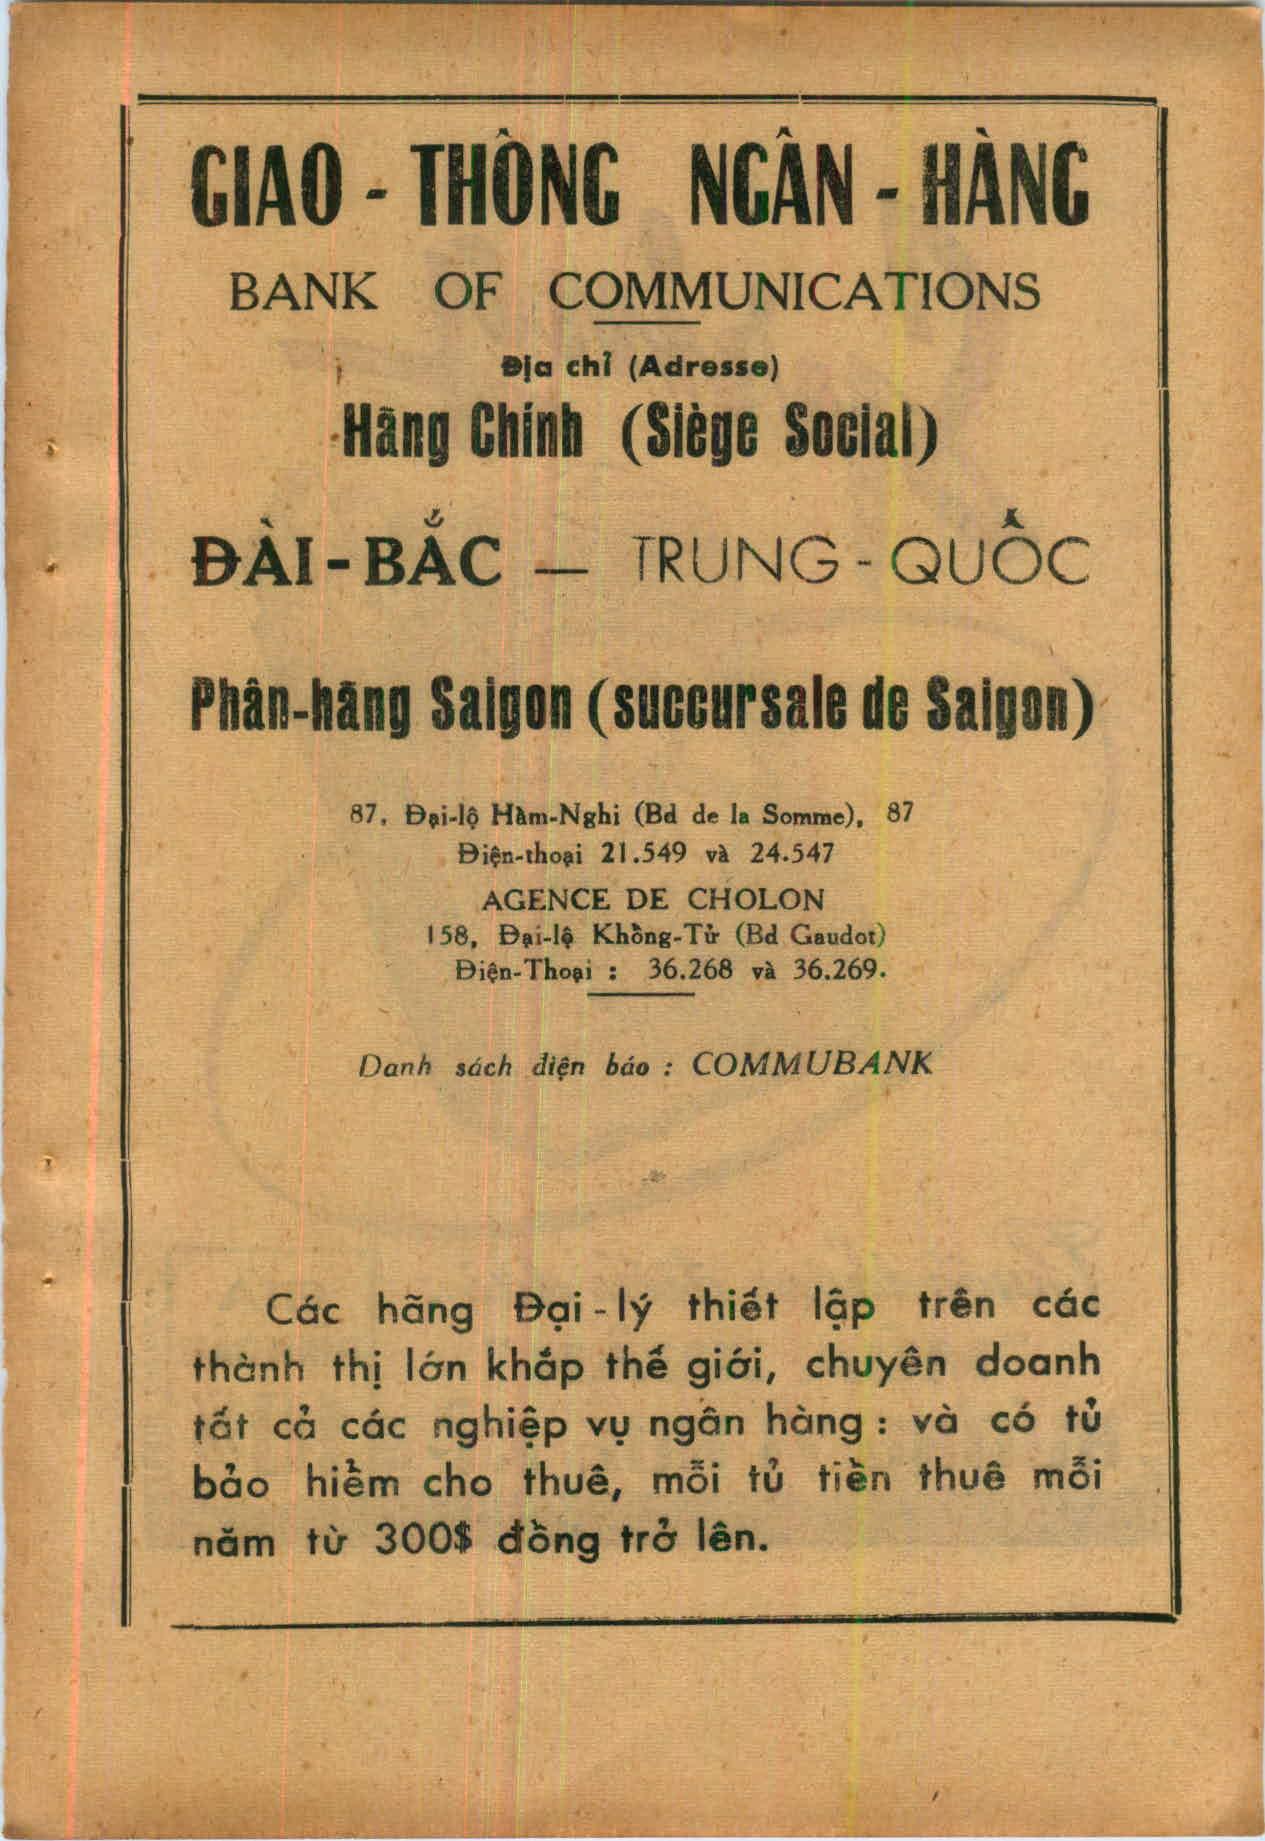 GIAO - THÔNG NGÂN - HÀNG
BANK OF COMMUNICATIONS
Địa chỉ (Adresse)
Hãng Chính (Siège Social)
ĐÀI - BẮC — TRUNG - QUỐC
Phân-hãng Saigon (succursale de Saigon)
87, Đại-lộ Hàm-Nghi (Bd de la Somme), 87
Điện-thoại 21.549 và 24.547
AGENCE DE CHOLON
158, Đại-lộ Khổng-Tử (Bd Gaudot)
Điện-Thoại : 36.268 và 36.269.
Danh sách điện báo : COMMUBANK
Các hãng Đại - lý thiết lập trên các
thành thị lớn khắp thế giới, chuyên doanh
tất cả các nghiệp vụ ngân hàng : và có tủ
bảo hiểm cho thuê, mỗi tủ tiền thuê mỗi
năm từ 300$ đồng trở lên.